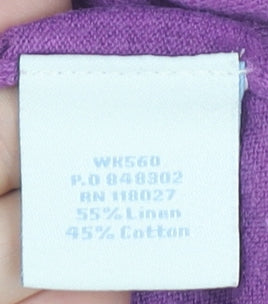 WK560
P.O 848302
RN 118027
55% Linen
45% Cotton